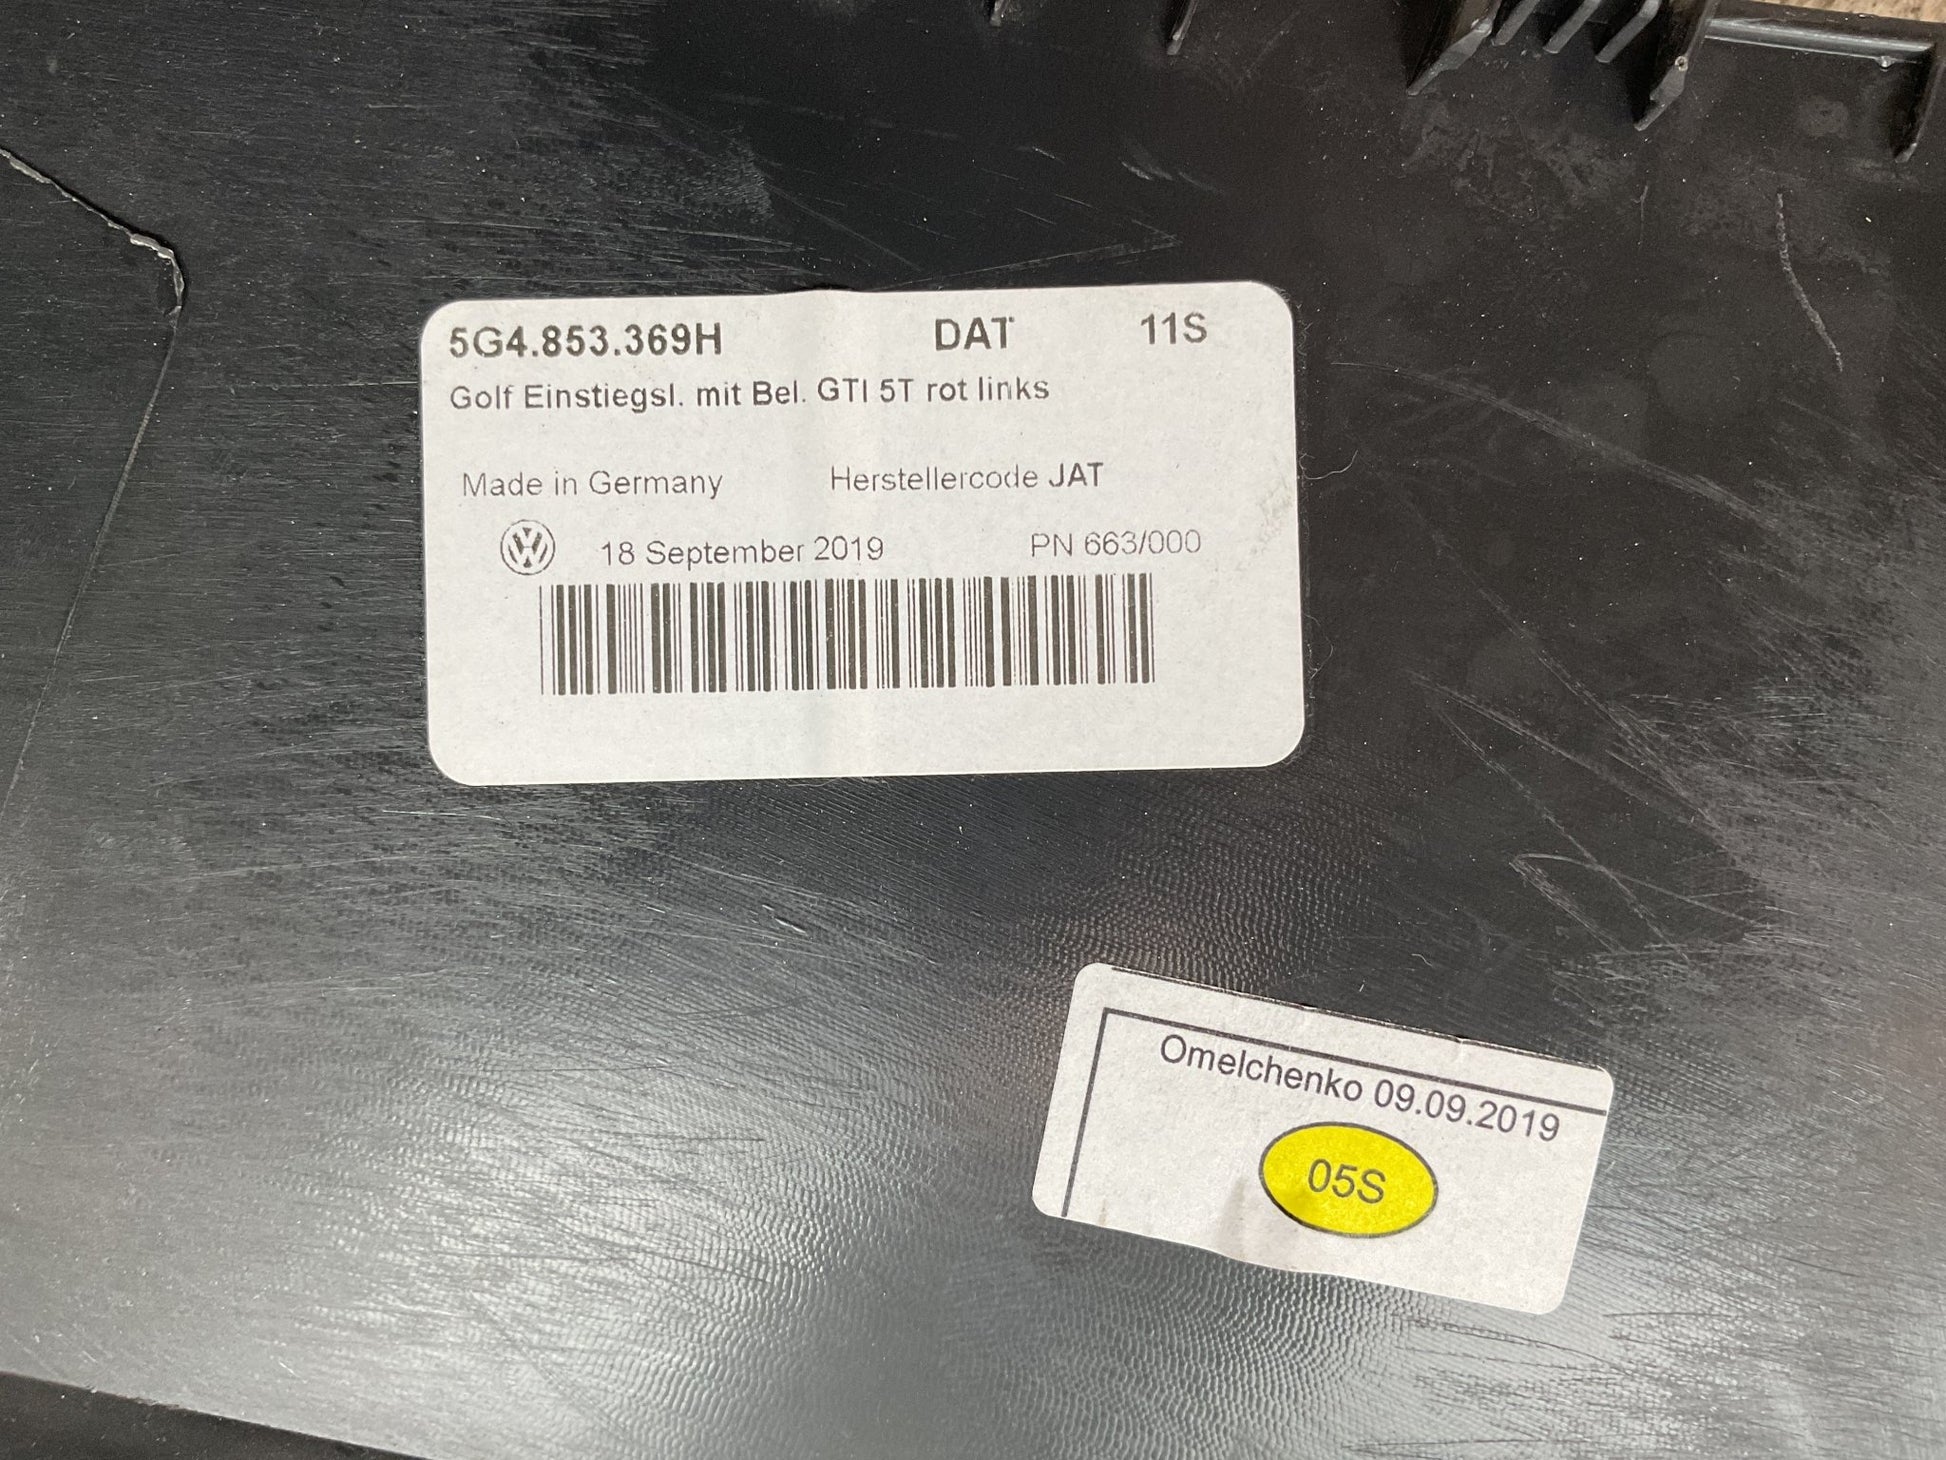 5G4.853.369H DAT 11S
Golf Einstiegsl. mit Bel. GTI 5T rot links
Made in Germany Herstellercode JAT
18 September 2019 PN 663/000
Omelchenko 09.09.2019
05S